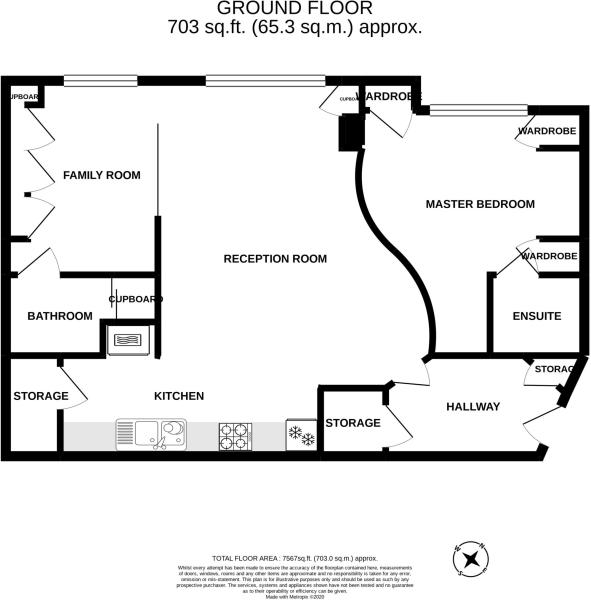 GROUND FLOOR
703 sq.ft. (65.3 sq.m.) approx.
CUPBOARD
CUPBOARD
WARDROBE
WARDROBE
FAMILY ROOM
MASTER BEDROOM
RECEPTION ROOM
WARDROBE
CUPBOARD
BATHROOM
ENSUITE
STORAGE
STORAGE
KITCHEN
HALLWAY
STORAGE
N
E
S
W
TOTAL FLOOR AREA : 7567sq.ft. (703.0 sq.m.) approx.
Whilst every attempt has been made to ensure the accuracy of the floorplan contained here, measurements
of doors, windows, rooms and any other items are approximate and no responsibility is taken for any error,
omission or mis-statement. This plan is for illustrative purposes only and should be used as such by any
prospective purchaser. The services, systems and appliances shown have not been tested and no guarantee
as to their operability or efficiency can be given.
Made with Metropix ©2020